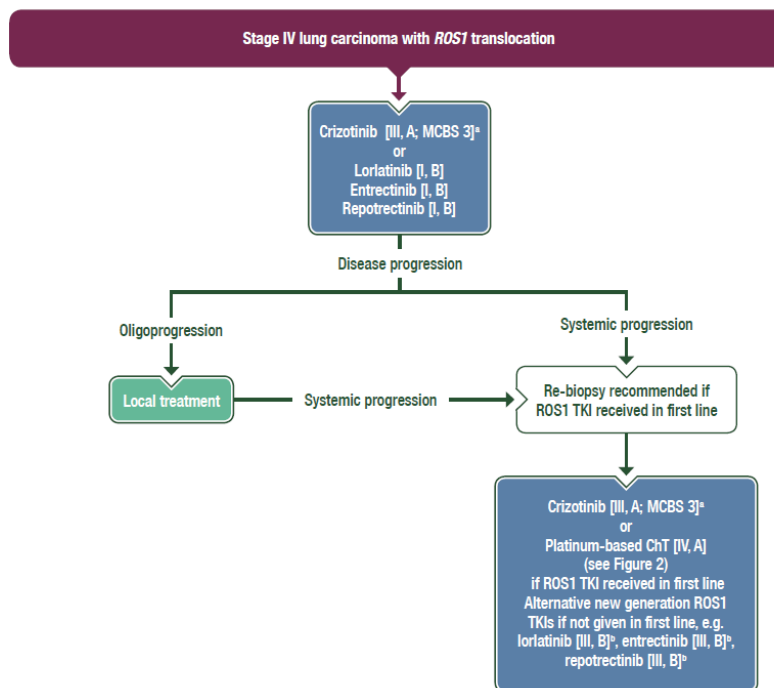 Stage IV lung carcinoma with ROS1 translocation
Crizotinib [III, A; MCBS 3]ᵃ
or
Lorlatinib [I, B]
Entrectinib [I, B]
Repotrectinib [I, B]
Disease progression
Oligoprogression
Systemic progression
Local treatment
Systemic progression
Re-biopsy recommended if
ROS1 TKI received in first line
Crizotinib [III, A; MCBS 3]ᵃ
or
Platinum-based ChT [IV, A]
(see Figure 2)
if ROS1 TKI received in first line
Alternative new generation ROS1
TKIs if not given in first line, e.g.
lorlatinib [III, B]ᵇ, entrectinib [III, B]ᵇ,
repotrectinib [III, B]ᵇ